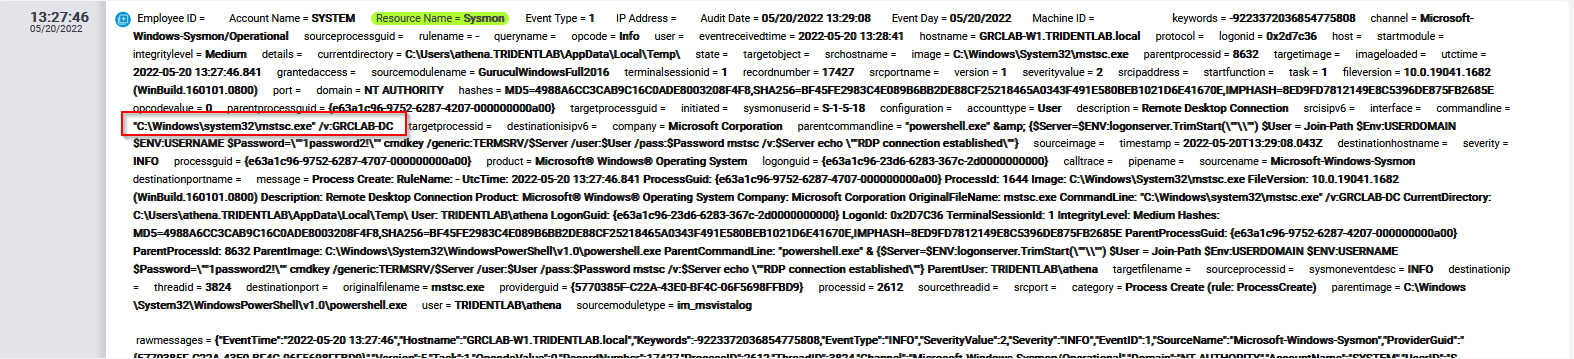 13:27:46
05/20/2022
Employee ID = Account Name = SYSTEM Resource Name = Sysmon Event Type = 1 IP Address = Audit Date = 05/20/2022 13:29:08 Event Day = 05/20/2022 Machine ID = keywords = -9223372036854775808 channel = Microsoft-
Windows-Sysmon/Operational sourceprocessguid = rulename = - queryname = opcode = Info user = eventreceivedtime = 2022-05-20 13:28:41 hostname = GRCLAB-W1.TRIDENTLAB.local protocol = logonid = 0x2d7c36 host = startmodule =
integritylevel = Medium details = currentdirectory = C:\Users\athena.TRIDENTLAB\AppData\Local\Temp\ state = targetobject = srchostname = image = C:\Windows\System32\mstsc.exe parentprocessid = 8632 targetimage = imageloaded = utctime =
2022-05-20 13:27:46.841 grantedaccess = sourcemodulename = GuruculWindowsFull2016 terminalsessionid = 1 recordnumber = 17427 srcportname = version = 1 severityvalue = 2 srcipaddress = startfunction = task = 1 fileversion = 10.0.19041.1682
(WinBuild.160101.0800) port = domain = NT AUTHORITY hashes = MD5=4988A6CC3CAB9C16C0ADE8003208F4F8,SHA256=BF45FE2983C4E089B6BB2DE88CF25218465A0343F491E580BEB1021D6E41670E,IMPHASH=8ED9FD7812149E8C5396DE875FB2685E
opcodevalue = 0 parentprocessguid = {e63a1c96-9752-6287-4207-000000000a00} targetprocessguid = initiated = sysmonuserid = S-1-5-18 configuration = accounttype = User description = Remote Desktop Connection srcisipv6 = interface = commandline =
"C:\Windows\system32\mstsc.exe" /v:GRCLAB-DC targetprocessid = destinationisipv6 = company = Microsoft Corporation parentcommandline = "powershell.exe" &amp; {$Server=$ENV:logonserver.TrimStart(\""\\"") $User = Join-Path $Env:USERDOMAIN
$ENV:USERNAME $Password=\""1password2!\"" cmdkey /generic:TERMSRV/$Server /user:$User /pass:$Password mstsc /v:$Server echo \""RDP connection established\""} sourceimage = timestamp = 2022-05-20T13:29:08.043Z destinationhostname = severity =
INFO processguid = {e63a1c96-9752-6287-4707-000000000a00} product = Microsoft® Windows® Operating System logonguid = {e63a1c96-23d6-6283-367c-2d0000000000} calltrace = pipename = sourcename = Microsoft-Windows-Sysmon
destinationportname = message = Process Create: RuleName: - UtcTime: 2022-05-20 13:27:46.841 ProcessGuid: {e63a1c96-9752-6287-4707-000000000a00} ProcessId: 1644 Image: C:\Windows\System32\mstsc.exe FileVersion: 10.0.19041.1682
(WinBuild.160101.0800) Description: Remote Desktop Connection Product: Microsoft® Windows® Operating System Company: Microsoft Corporation OriginalFileName: mstsc.exe CommandLine: "C:\Windows\system32\mstsc.exe" /v:GRCLAB-DC CurrentDirectory:
C:\Users\athena.TRIDENTLAB\AppData\Local\Temp\ User: TRIDENTLAB\athena LogonGuid: {e63a1c96-23d6-6283-367c-2d0000000000} LogonId: 0x2D7C36 TerminalSessionId: 1 IntegrityLevel: Medium Hashes:
MD5=4988A6CC3CAB9C16C0ADE8003208F4F8,SHA256=BF45FE2983C4E089B6BB2DE88CF25218465A0343F491E580BEB1021D6E41670E,IMPHASH=8ED9FD7812149E8C5396DE875FB2685E ParentProcessGuid: {e63a1c96-9752-6287-4207-000000000a00}
ParentProcessId: 8632 ParentImage: C:\Windows\System32\WindowsPowerShell\v1.0\powershell.exe ParentCommandLine: "powershell.exe" & {$Server=$ENV:logonserver.TrimStart(\""\\"") $User = Join-Path $Env:USERDOMAIN $ENV:USERNAME
$Password=\""1password2!\"" cmdkey /generic:TERMSRV/$Server /user:$User /pass:$Password mstsc /v:$Server echo \""RDP connection established\""} ParentUser: TRIDENTLAB\athena targetfilename = sourceprocessid = sysmoneventdesc = INFO destinationip
= threadid = 3824 destinationport = originalfilename = mstsc.exe providerguid = {5770385F-C22A-43E0-BF4C-06F5698FFBD9} processid = 2612 sourcethreadid = srcport = category = Process Create (rule: ProcessCreate) parentimage = C:\Windows
\System32\WindowsPowerShell\v1.0\powershell.exe user = TRIDENTLAB\athena sourcemoduletype = im_msvistalog
rawmessages = {"EventTime":"2022-05-20 13:27:46","Hostname":"GRCLAB-W1.TRIDENTLAB.local","Keywords":-9223372036854775808,"EventType":"INFO","SeverityValue":2,"Severity":"INFO","EventID":1,"SourceName":"Microsoft-Windows-Sysmon","ProviderGuid":"